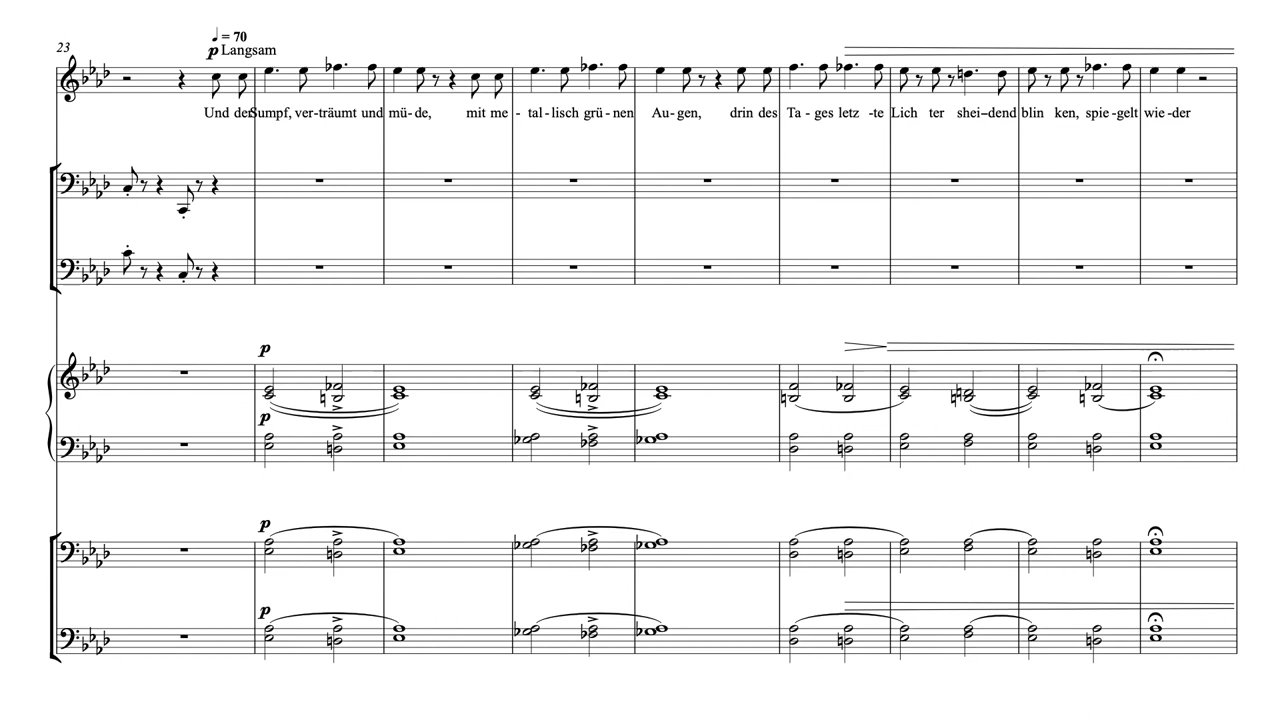 23
♩ = 70
p Langsam
Und der Sumpf, ver-träumt und mü-de, mit me - tal-lisch grü-nen Au-gen, drin des Ta - ges letz -te Lich ter shei-dend blin ken, spie-gelt wie-der
p
p
p
p